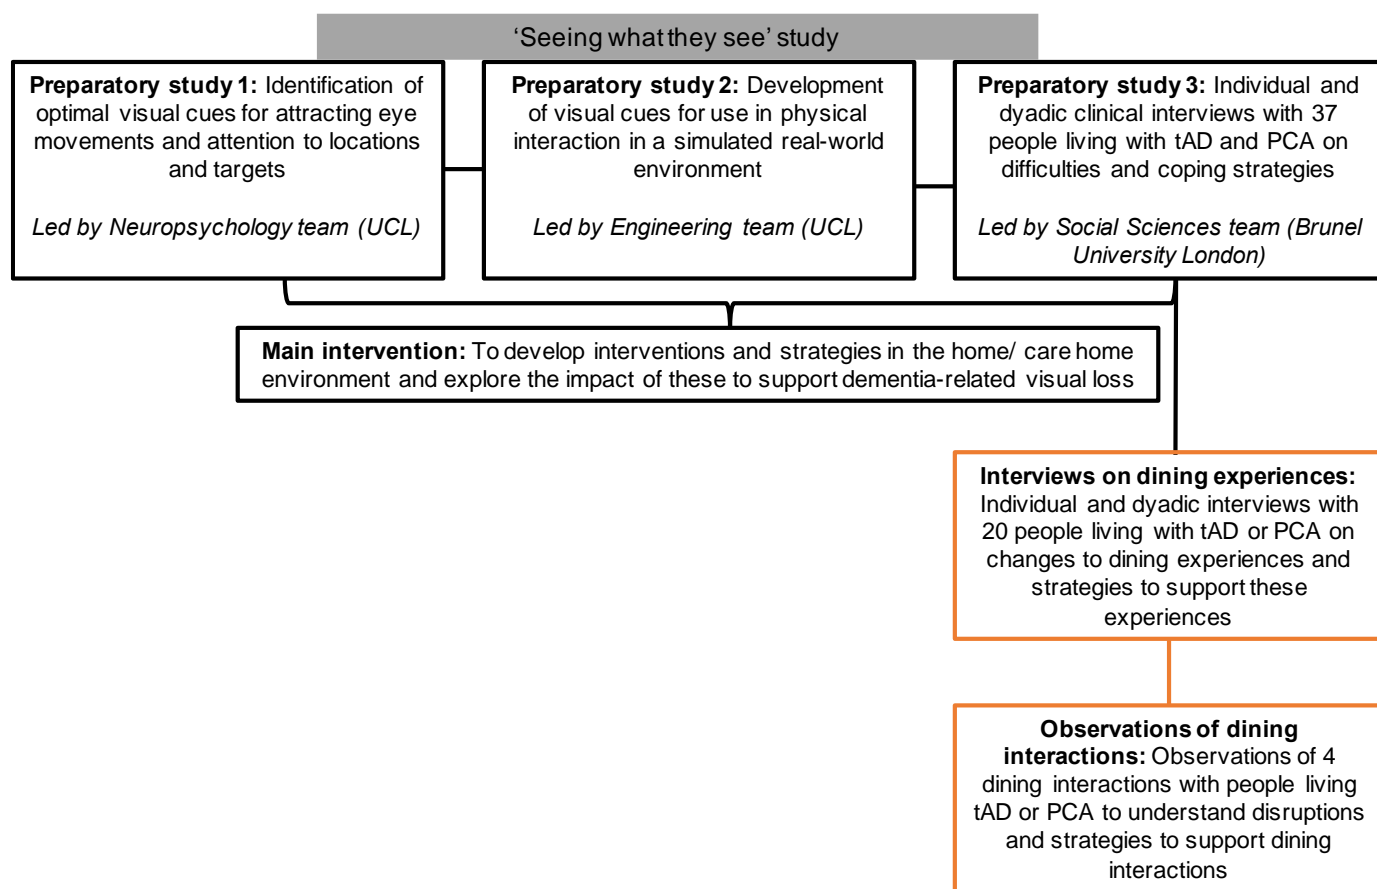 ‘Seeing what they see’ study
Preparatory study 1: Identification of
optimal visual cues for attracting eye
movements and attention to locations
and targets
Led by Neuropsychology team (UCL)
Preparatory study 2: Development
of visual cues for use in physical
interaction in a simulated real-world
environment
Led by Engineering team (UCL)
Preparatory study 3: Individual and
dyadic clinical interviews with 37
people living with tAD and PCA on
difficulties and coping strategies
Led by Social Sciences team (Brunel
University London)
Main intervention: To develop interventions and strategies in the home/ care home
environment and explore the impact of these to support dementia-related visual loss
Interviews on dining experiences:
Individual and dyadic interviews with
20 people living with tAD or PCA on
changes to dining experiences and
strategies to support these
experiences
Observations of dining
interactions: Observations of 4
dining interactions with people living
tAD or PCA to understand disruptions
and strategies to support dining
interactions